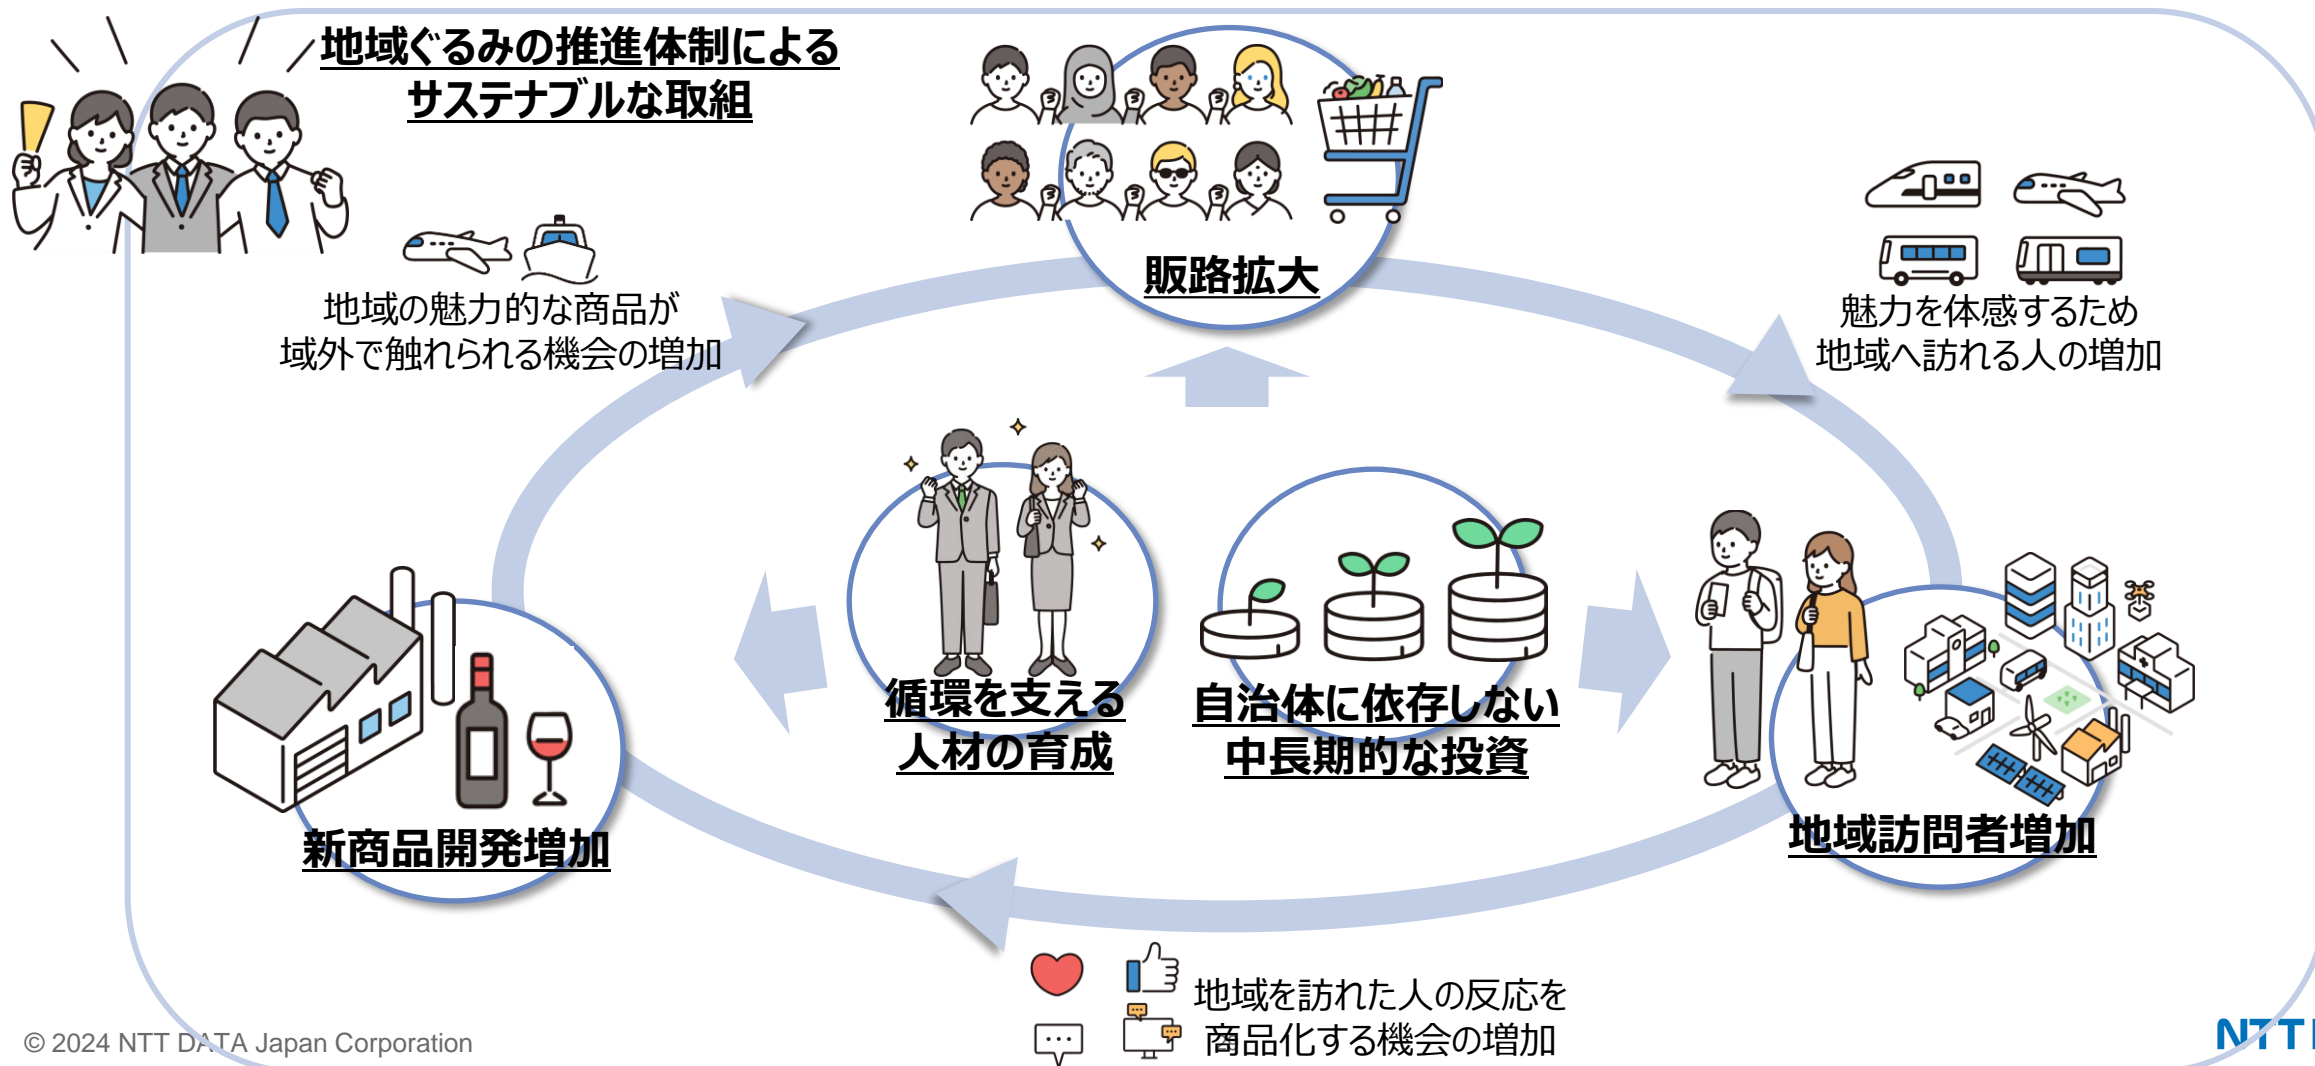 地域ぐるみの推進体制による
サステナブルな取組
販路拡大
地域の魅力的な商品が
域外で触れられる機会の増加
魅力を体感するため
地域へ訪れる人の増加
循環を支える
人材の育成
自治体に依存しない
中長期的な投資
新商品開発増加
地域訪問者増加
地域を訪れた人の反応を
商品化する機会の増加
© 2024 NTT DATA Japan Corporation
NTT